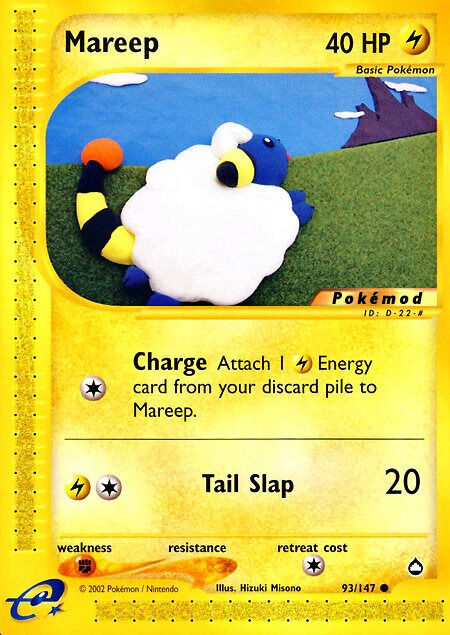 Mareep 40 HP
Basic Pokémon
Pokémod
ID: D-22-#
Charge Attach 1 Energy
card from your discard pile to
Mareep.
Tail Slap 20
weakness resistance retreat cost
© 2002 Pokémon / Nintendo Illus. Hizuki Misono 93/147
e